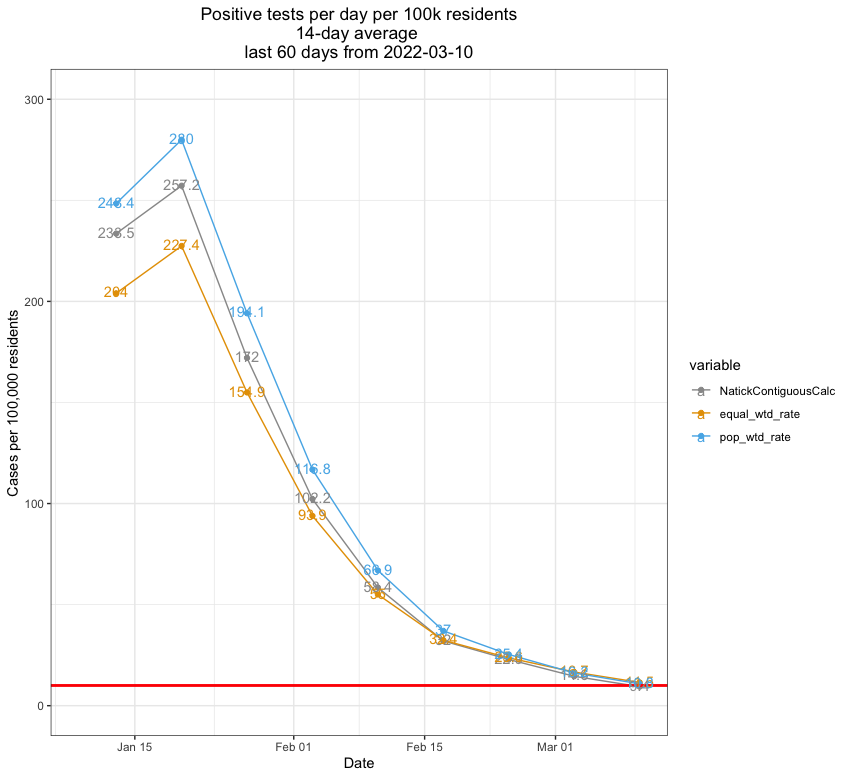 Positive tests per day per 100k residents
14-day average
last 60 days from 2022-03-10
Cases per 100,000 residents
300
200
100
0
280
257.2
248.4
233.5
227.4
204
194.1
172
154.9
116.8
102.2
93.9
66.9
58.4
37
Jan 15
Feb 01
Feb 15
Mar 01
Date
variable
a NatickContiguousCalc
a equal_wtd_rate
a pop_wtd_rate